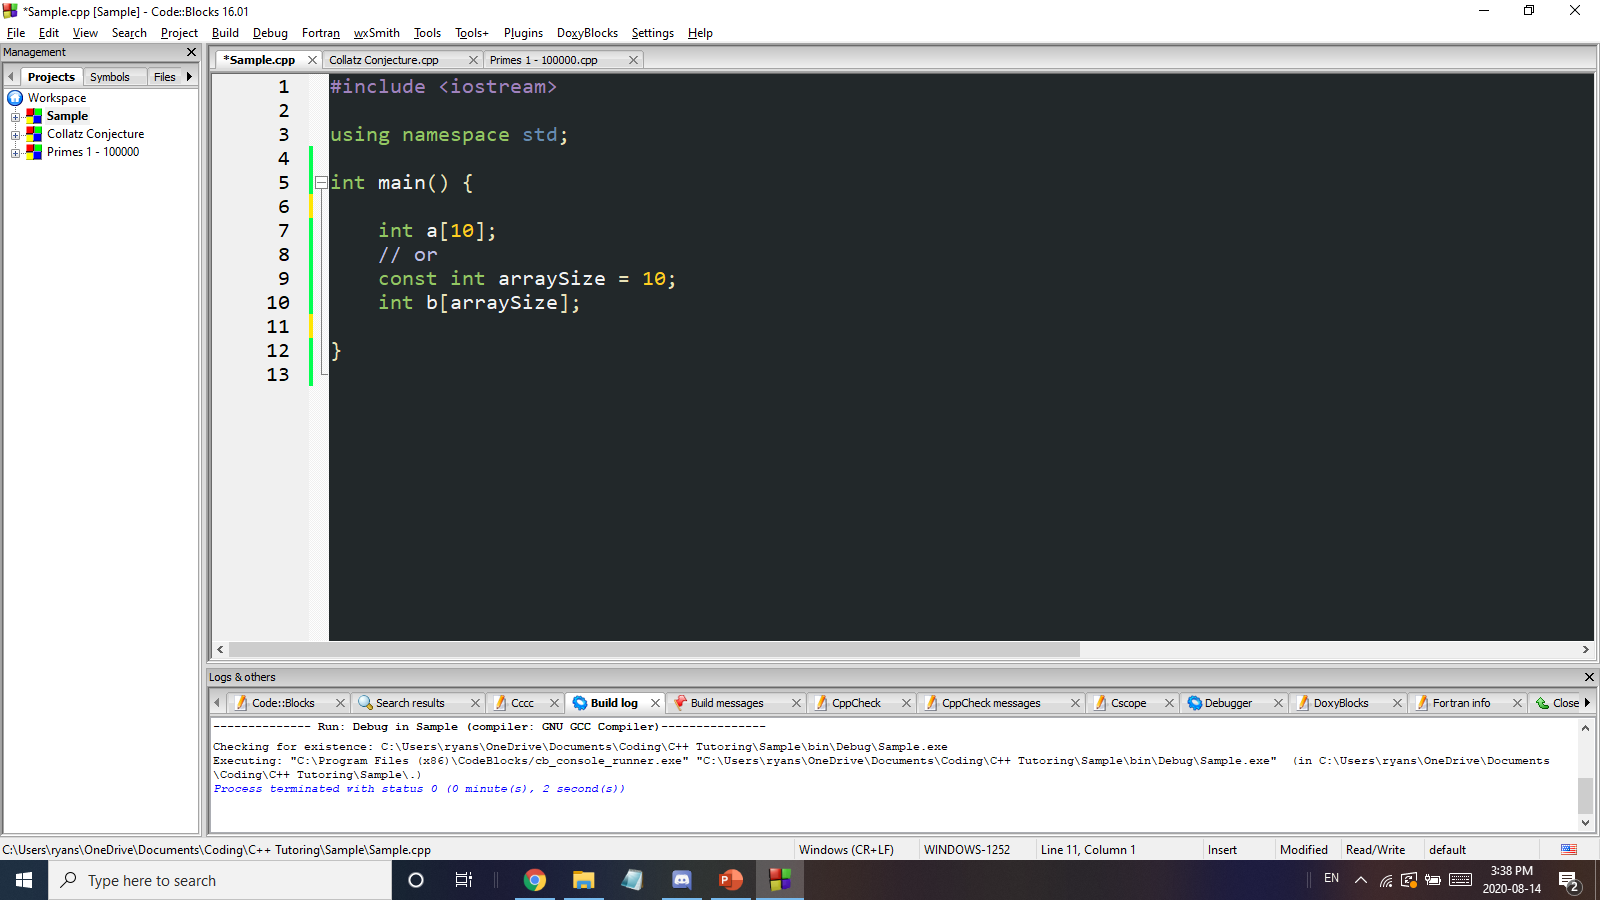 *Sample.cpp [Sample] - Code::Blocks 16.01
File Edit View Search Project Build Debug Fortran wxSmith Tools Tools+ Plugins DoxyBlocks Settings Help
Management
Projects Symbols Files
Workspace
Sample
Collatz Conjecture
Primes 1 - 100000
*Sample.cpp Collatz Conjecture.cpp Primes 1 - 100000.cpp
1 #include <iostream>
2
3 using namespace std;
4
5 int main() {
6
7 int a[10];
8 // or
9 const int arraySize = 10;
10 int b[arraySize];
11
12 }
13
Logs & others
Code::Blocks Search results Cccc Build log Build messages CppCheck CppCheck messages Cscope Debugger DoxyBlocks Fortran info Close
-------------- Run: Debug in Sample (compiler: GNU GCC Compiler)---------------
Checking for existence: C:\Users\ryans\OneDrive\Documents\Coding\C++ Tutoring\Sample\bin\Debug\Sample.exe
Executing: "C:\Program Files (x86)\CodeBlocks/cb_console_runner.exe" "C:\Users\ryans\OneDrive\Documents\Coding\C++ Tutoring\Sample\bin\Debug\Sample.exe"  (in C:\Users\ryans\OneDrive\Documents
\Coding\C++ Tutoring\Sample\.)
Process terminated with status 0 (0 minute(s), 2 second(s))
C:\Users\ryans\OneDrive\Documents\Coding\C++ Tutoring\Sample\Sample.cpp Windows (CR+LF) WINDOWS-1252 Line 11, Column 1 Insert Modified Read/Write default
Type here to search
EN
3:38 PM
2020-08-14
2